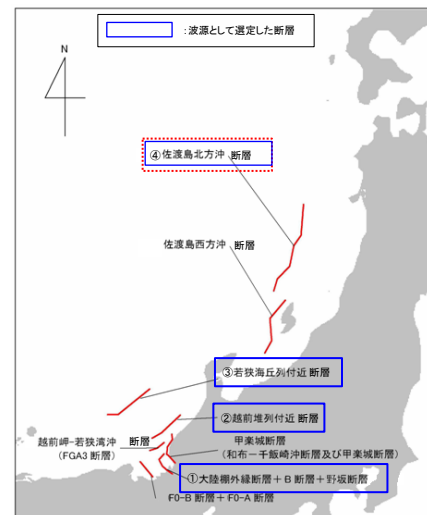 :波源として選定した断層
N
④佐渡島北方沖 断層
佐渡島西方沖 断層
③若狭海丘列付近 断層
②越前堆列付近 断層
越前岬−若狭湾沖 断層
(FGA3 断層)
甲楽城断層
(和布−干飯崎沖断層及び甲楽城断層)
①大陸棚外縁断層+B 断層+野坂断層
F0-B 断層+F0-A 断層